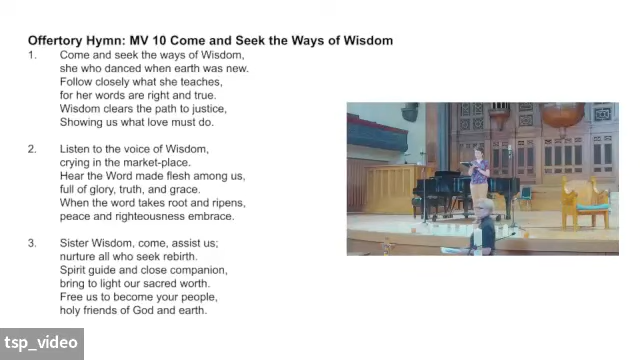 Offertory Hymn: MV 10 Come and Seek the Ways of Wisdom
1. Come and seek the ways of Wisdom,
she who danced when earth was new.
Follow closely what she teaches,
for her words are right and true.
Wisdom clears the path to justice,
Showing us what love must do.
2. Listen to the voice of Wisdom,
crying in the market-place.
Hear the Word made flesh among us,
full of glory, truth, and grace.
When the word takes root and ripens,
peace and righteousness embrace.
3. Sister Wisdom, come, assist us;
nurture all who seek rebirth.
Spirit guide and close companion,
bring to light our sacred worth.
Free us to become your people,
holy friends of God and earth.
tsp_video